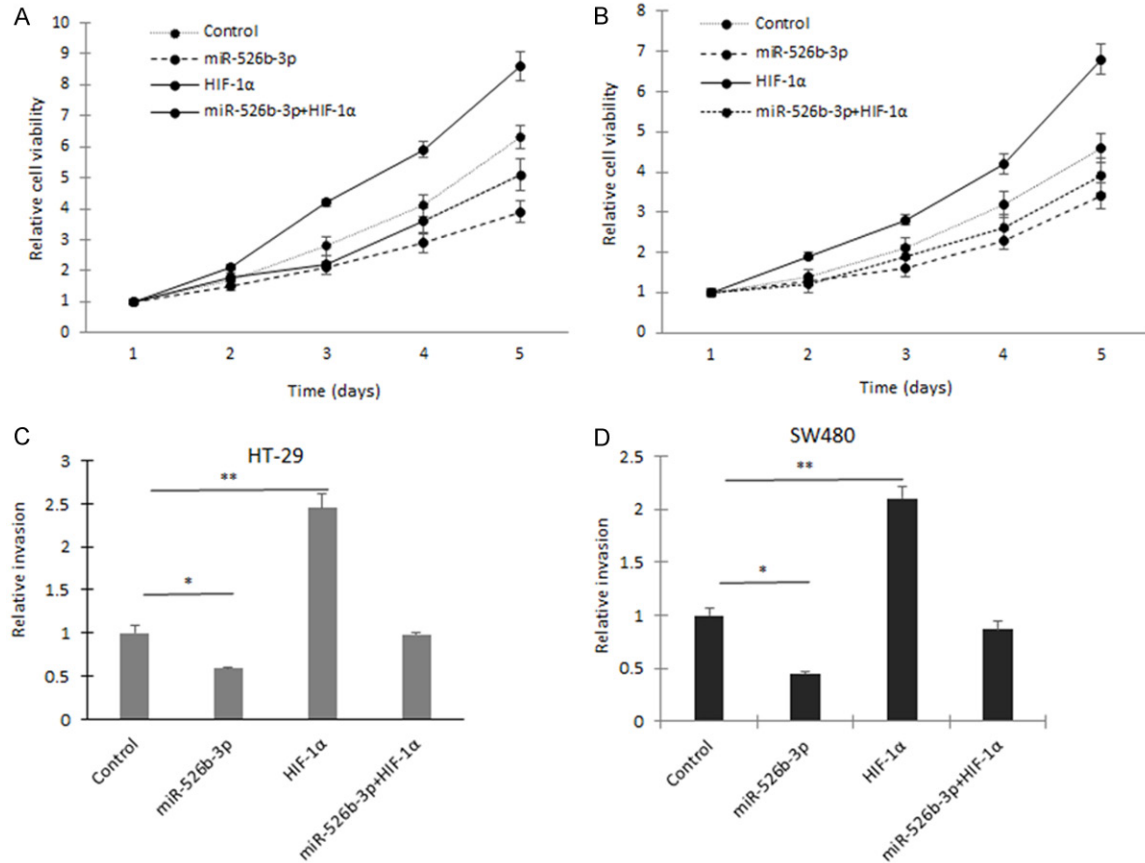 A
10
9
8
7
6
5
4
3
2
1
0
Relative cell viability
Control
miR-526b-3p
HIF-1α
miR-526b-3p+HIF-1α
1 2 3 4 5
Time (days)
B
8
7
6
5
4
3
2
1
0
Relative cell viability
Control
miR-526b-3p
HIF-1α
miR-526b-3p+HIF-1α
1 2 3 4 5
Time (days)
C
HT-29
3
2.5
2
1.5
1
0.5
0
Relative invasion
**
*
Control
miR-526b-3p
HIF-1α
miR-526b-3p+HIF-1α
D
SW480
2.5
2
1.5
1
0.5
0
Relative invasion
**
*
Control
miR-526b-3p
HIF-1α
miR-526b-3p+HIF-1α